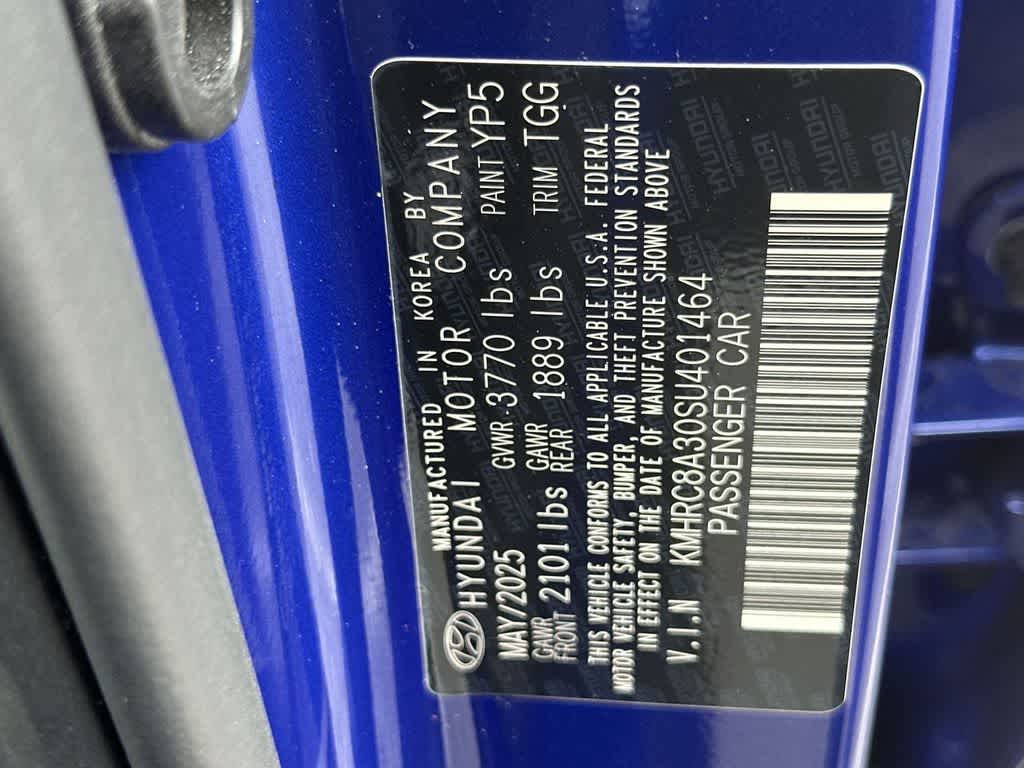 MANUFACTURED IN KOREA BY
HYUNDAI MOTOR COMPANY
MAY/2025 GVWR 3770 lbs PAINT YP5
GAWR FRONT 2101 lbs GAWR REAR 1889 lbs TRIM TGG
THIS VEHICLE CONFORMS TO ALL APPLICABLE U.S.A. FEDERAL
MOTOR VEHICLE SAFETY, BUMPER, AND THEFT PREVENTION STANDARDS
IN EFFECT ON THE DATE OF MANUFACTURE SHOWN ABOVE
V.I.N KMHRC8A30SU401464
PASSENGER CAR